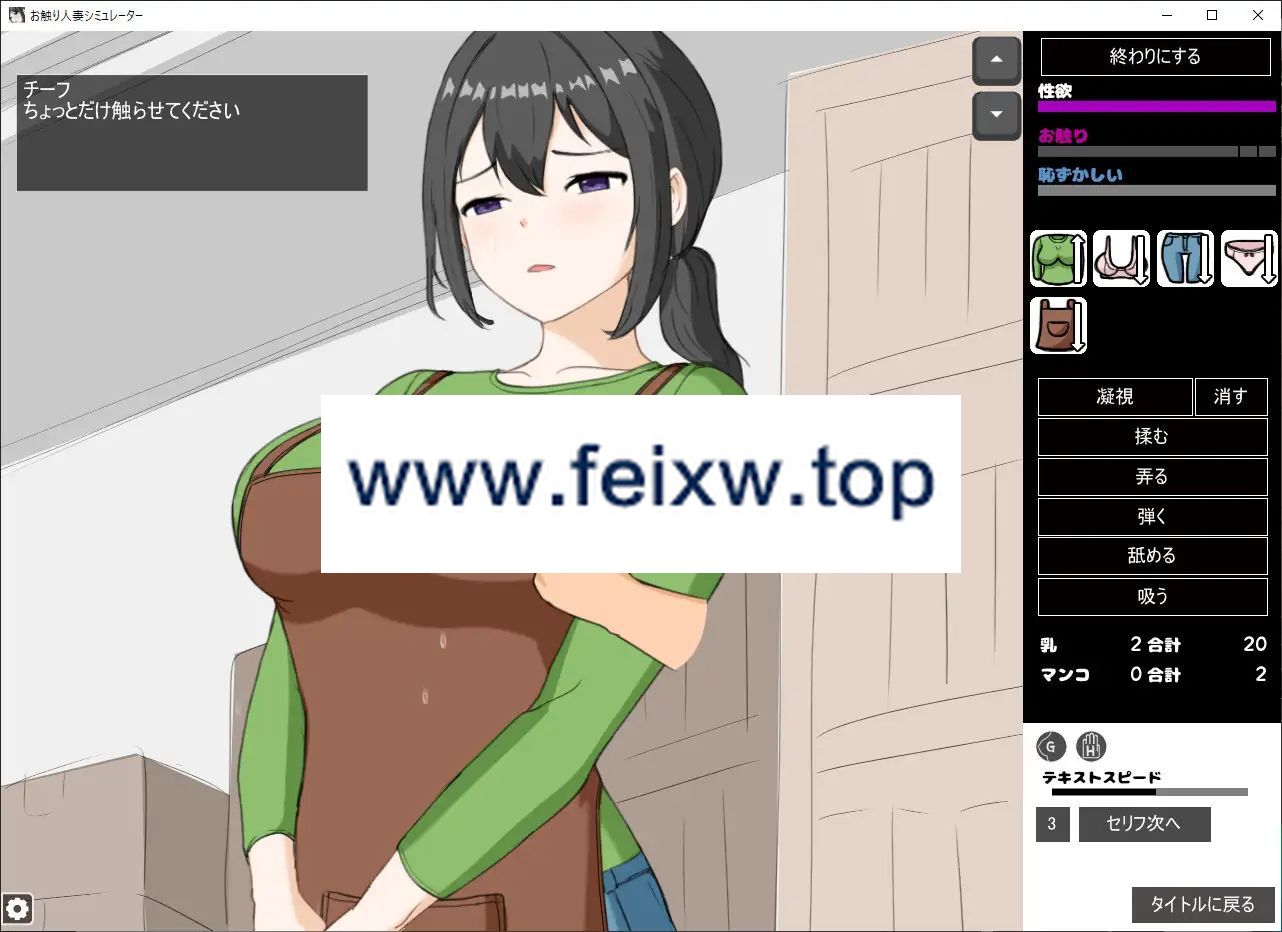 お触り人妻シミュレーター
チーフ
ちょっとだけ触らせてください
www.feixw.top
終わりにする
性欲
お触り
恥ずかしい
凝視 消す
揉む
弄る
弾く
舐める
吸う
乳 2 合計 20
マンコ 0 合計 2
G H
テキストスピード
3 セリフ次へ
タイトルに戻る